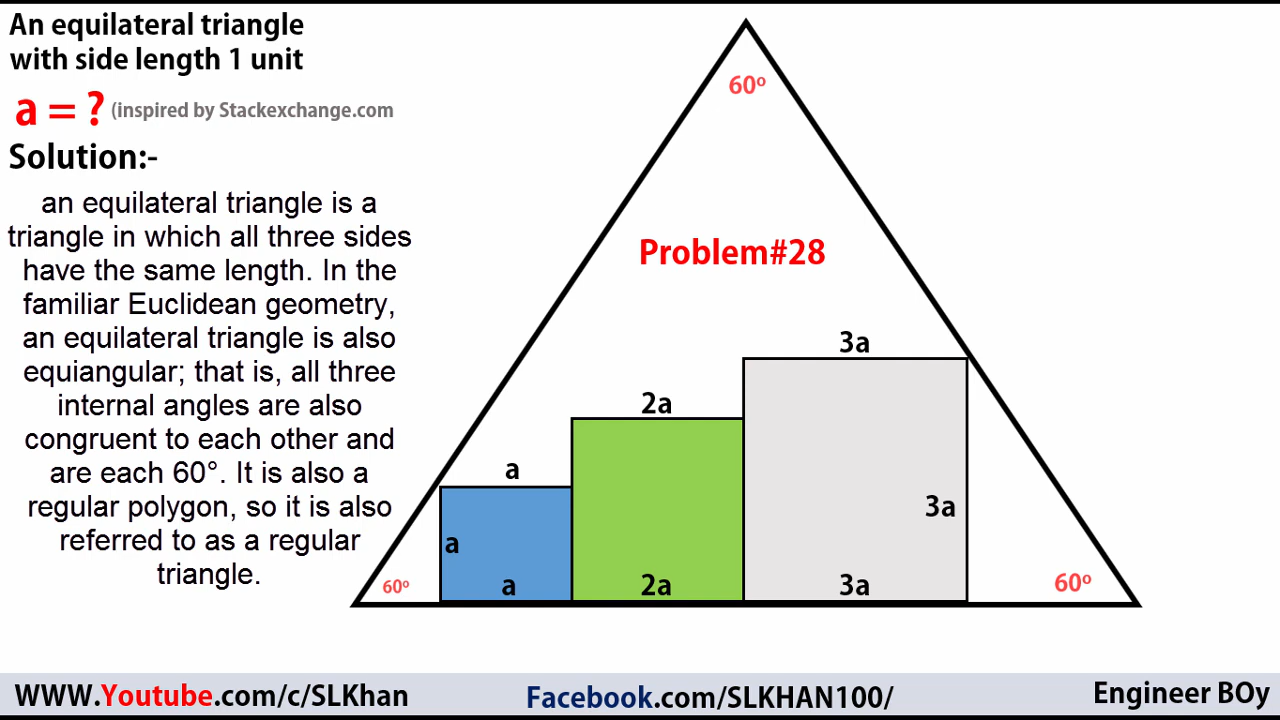 An equilateral triangle
with side length 1 unit
a = ? (inspired by Stackexchange.com
Solution:-
an equilateral triangle is a
triangle in which all three sides
have the same length. In the
familiar Euclidean geometry,
an equilateral triangle is also
equiangular; that is, all three
internal angles are also
congruent to each other and
are each 60°. It is also a
regular polygon, so it is also
referred to as a regular
triangle.
60º
Problem#28
3a
2a
a
3a
a
60º
a
2a
3a
60º
WWW.Youtube.com/c/SLKhan
Facebook.com/SLKHAN100/
Engineer BOy